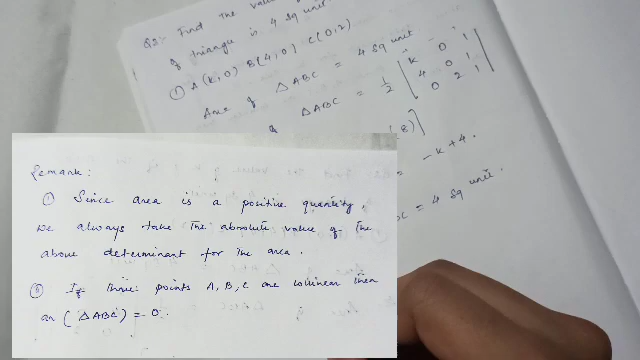 Q2:- Find the value
of triangle is 4 sq unit.
① A(k,0) B(4,0) C(0,2)
Area of △ABC = 4 sq unit
of △ABC = 1/2 | k 0 1
4 0 1
0 2 1 |
8)]
= -k+4.
= 4 sq unit.
Remark:
① Since area is a positive quantity,
we always take the absolute value of the
above determinant for the area.
② If three points A, B, C are collinear then
ar (△ABC) = 0.